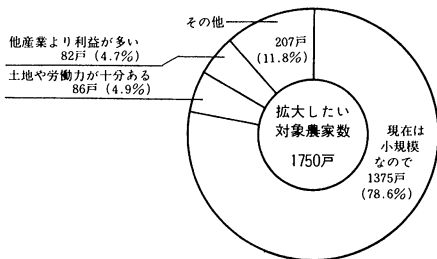 その他
207戸
(11.8%)
他産業より利益が多い
82戸 (4.7%)
土地や労働力が十分ある
86戸 (4.9%)
拡大したい
対象農家数
1750戸
現在は
小規模
なので
1375戸
(78.6%)